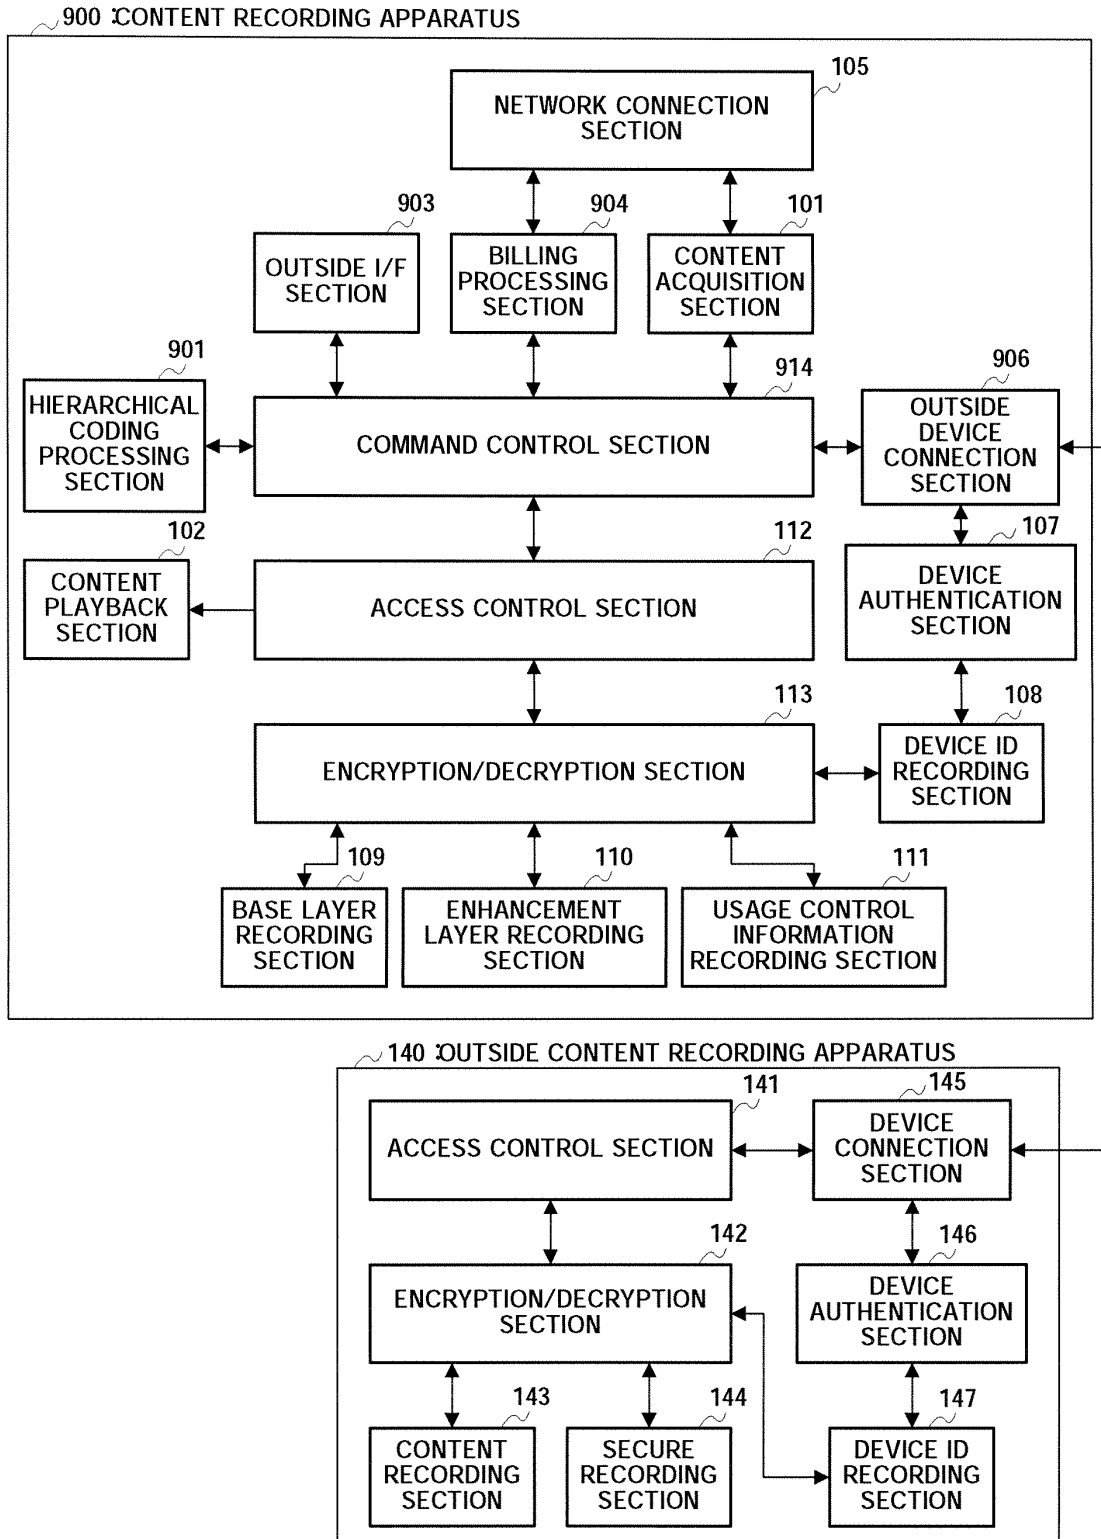 900 :CONTENT RECORDING APPARATUS
105
NETWORK CONNECTION
SECTION
903
OUTSIDE I/F
SECTION
904
BILLING
PROCESSING
SECTION
101
CONTENT
ACQUISITION
SECTION
901
HIERARCHICAL
CODING
PROCESSING
SECTION
914
COMMAND CONTROL SECTION
906
OUTSIDE
DEVICE
CONNECTION
SECTION
102
CONTENT
PLAYBACK
SECTION
112
ACCESS CONTROL SECTION
107
DEVICE
AUTHENTICATION
SECTION
113
ENCRYPTION/DECRYPTION SECTION
108
DEVICE ID
RECORDING
SECTION
109
BASE LAYER
RECORDING
SECTION
110
ENHANCEMENT
LAYER RECORDING
SECTION
111
USAGE CONTROL
INFORMATION
RECORDING SECTION
140 :OUTSIDE CONTENT RECORDING APPARATUS
141
ACCESS CONTROL SECTION
145
DEVICE
CONNECTION
SECTION
142
ENCRYPTION/DECRYPTION
SECTION
146
DEVICE
AUTHENTICATION
SECTION
143
CONTENT
RECORDING
SECTION
144
SECURE
RECORDING
SECTION
147
DEVICE ID
RECORDING
SECTION